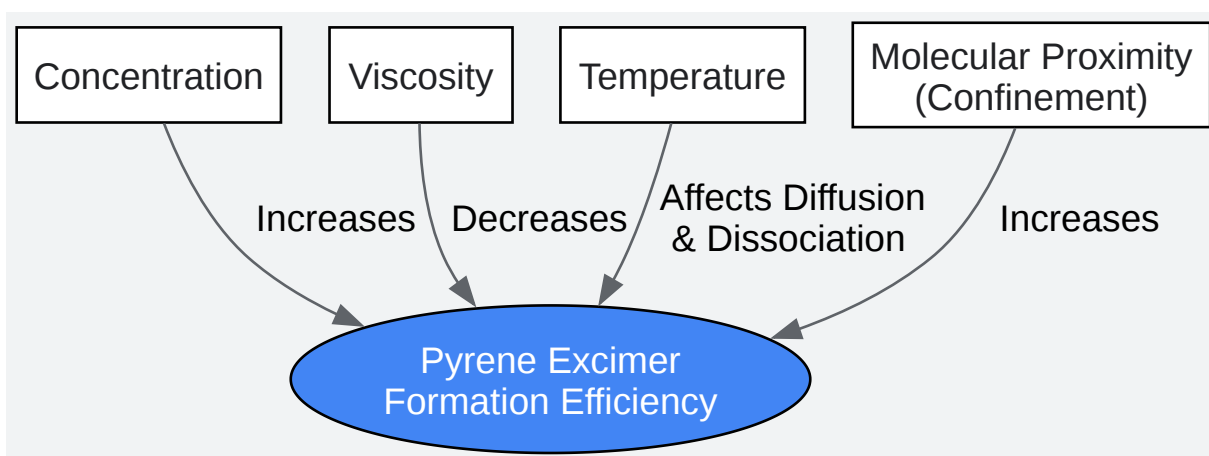 Concentration
Viscosity
Temperature
Molecular Proximity
(Confinement)
Increases
Decreases
Affects Diffusion
& Dissociation
Increases
Pyrene Excimer
Formation Efficiency